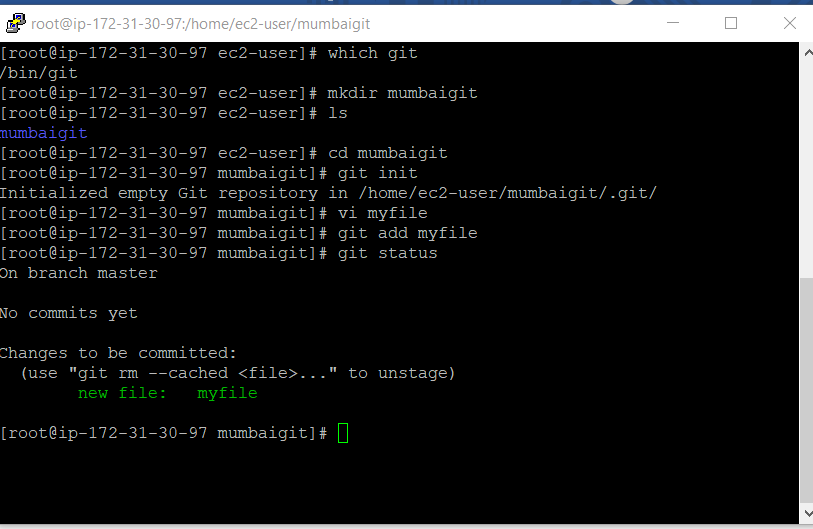 root@ip-172-31-30-97:/home/ec2-user/mumbaigit
[root@ip-172-31-30-97 ec2-user]# which git
/bin/git
[root@ip-172-31-30-97 ec2-user]# mkdir mumbaigit
[root@ip-172-31-30-97 ec2-user]# ls
mumbaigit
[root@ip-172-31-30-97 ec2-user]# cd mumbaigit
[root@ip-172-31-30-97 mumbaigit]# git init
Initialized empty Git repository in /home/ec2-user/mumbaigit/.git/
[root@ip-172-31-30-97 mumbaigit]# vi myfile
[root@ip-172-31-30-97 mumbaigit]# git add myfile
[root@ip-172-31-30-97 mumbaigit]# git status
On branch master
No commits yet
Changes to be committed:
  (use "git rm --cached <file>..." to unstage)
        new file:   myfile
[root@ip-172-31-30-97 mumbaigit]#